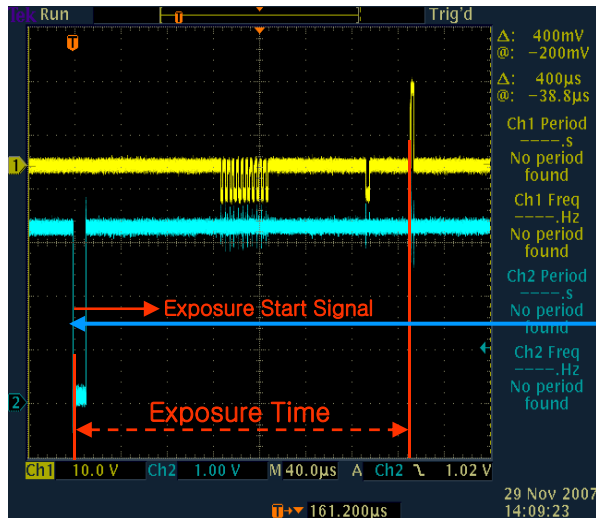 Run
Trig'd
T
T
Δ: 400mV
@: -200mV
Δ: 400µs
@: -38.8µs
Ch1 Period
----.s
No period
found
1
Ch1 Freq
----.Hz
No period
found
Ch2 Period
----.s
No period
found
Exposure Start Signal
Ch2 Freq
----.Hz
No period
found
2
Exposure Time
Ch1 10.0 V Ch2 1.00 V M 40.0µs A Ch2 1.02 V
T 161.200µs
29 Nov 2007
14:09:23